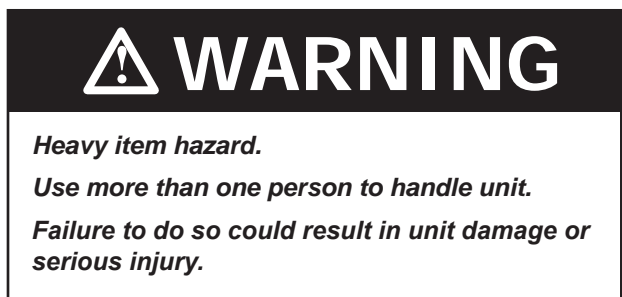 WARNING
Heavy item hazard.
Use more than one person to handle unit.
Failure to do so could result in unit damage or
serious injury.